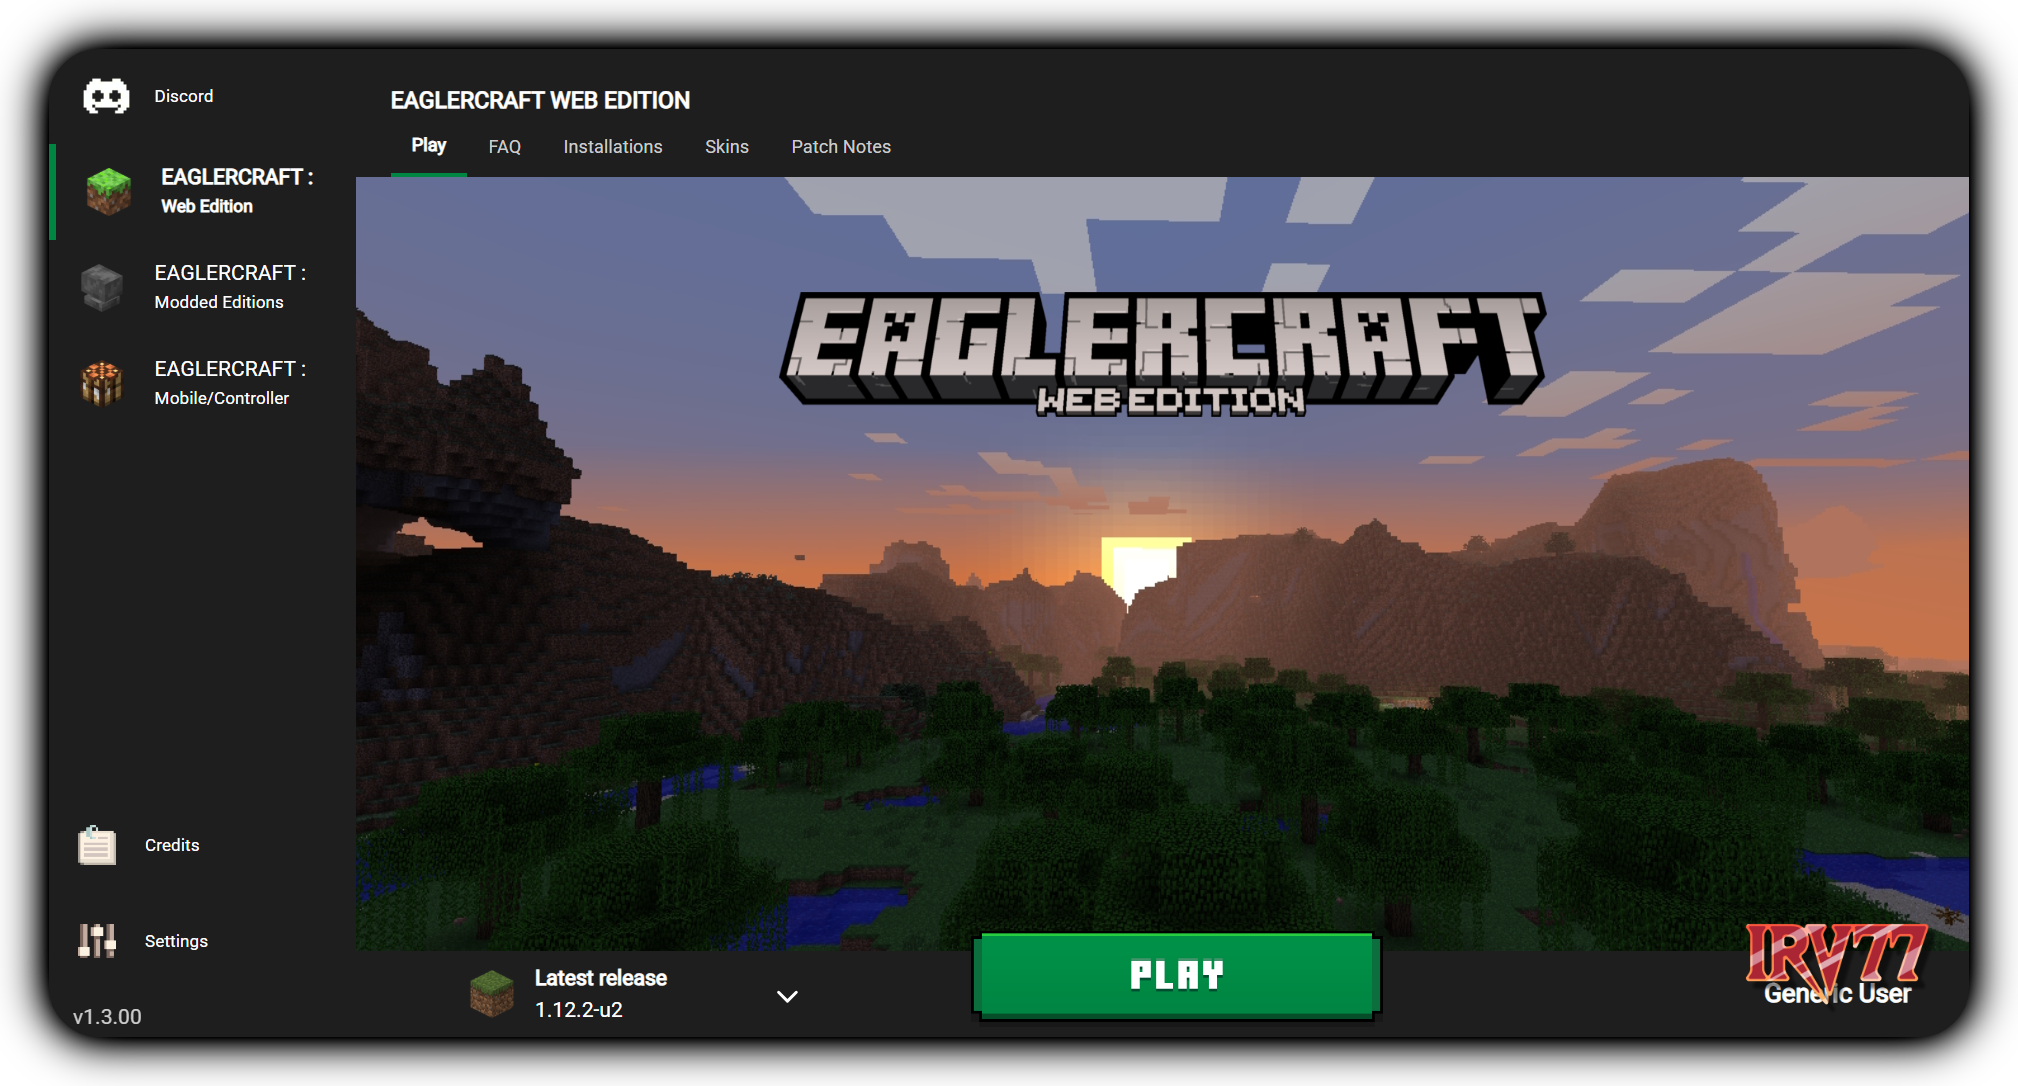 Discord
EAGLERCRAFT :
Web Edition
EAGLERCRAFT :
Modded Editions
EAGLERCRAFT :
Mobile/Controller
Credits
Settings
v1.3.00
EAGLERCRAFT WEB EDITION
Play FAQ Installations Skins Patch Notes
EAGLERCRAFT
WEB EDITION
Latest release
1.12.2-u2
PLAY
IRV77
Generic User